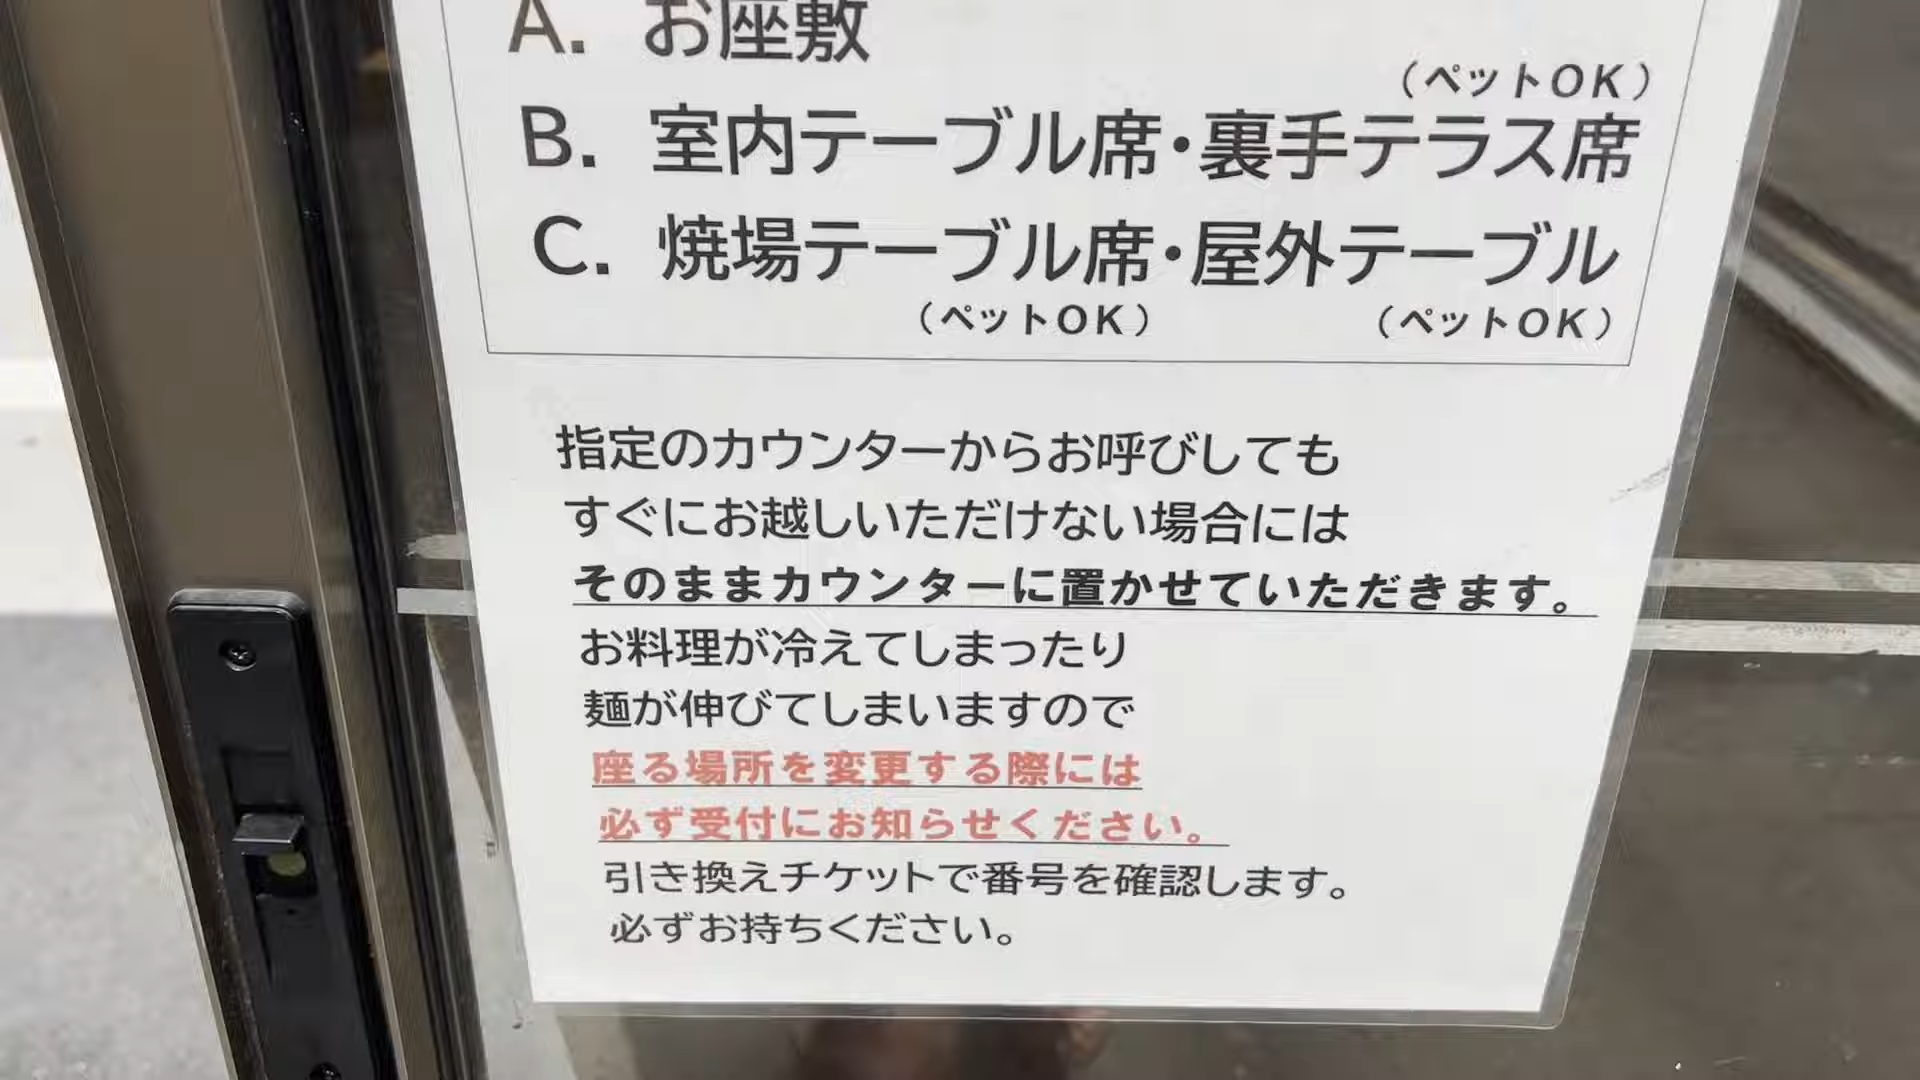 A. お座敷
（ペットOK）
B. 室内テーブル席・裏手テラス席
C. 焼場テーブル席・屋外テーブル
（ペットOK） （ペットOK）
指定のカウンターからお呼びしても
すぐにお越しいただけない場合には
そのままカウンターに置かせていただきます。
お料理が冷えてしまったり
麺が伸びてしまいますので
座る場所を変更する際には
必ず受付にお知らせください。
引き換えチケットで番号を確認します。
必ずお持ちください。